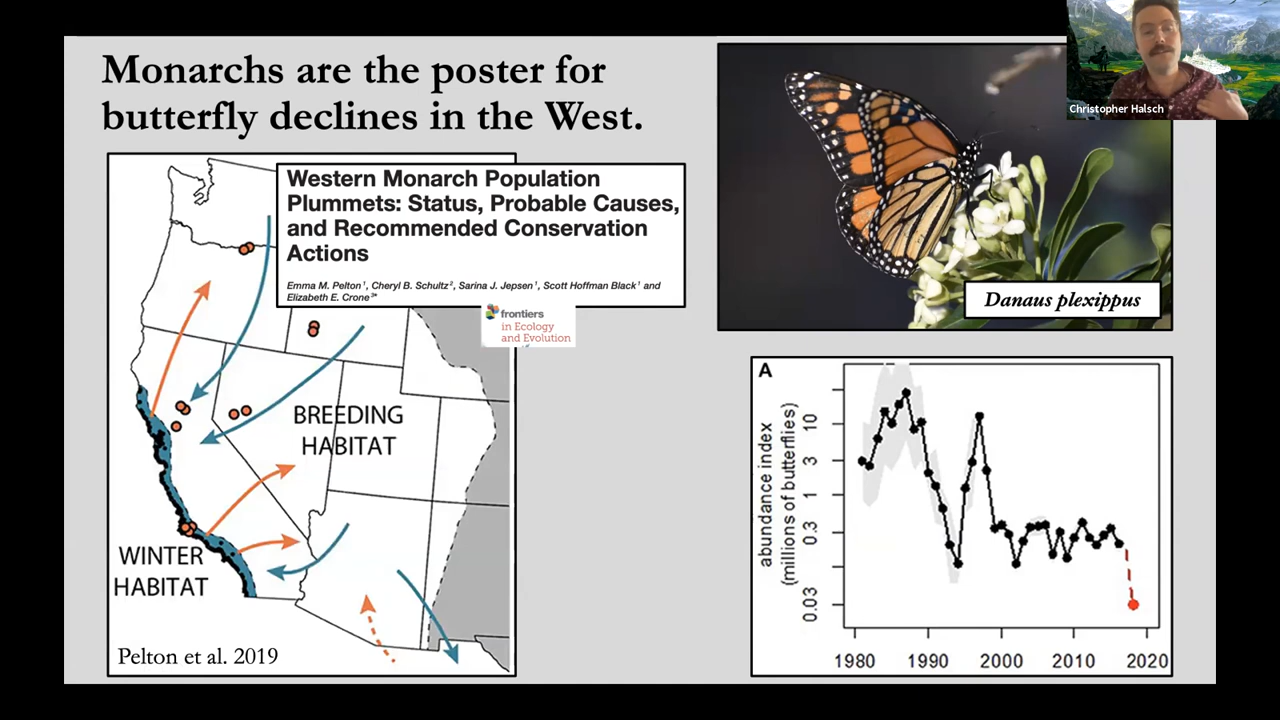 Monarchs are the poster for
butterfly declines in the West.
Christopher Halsch
Western Monarch Population
Plummets: Status, Probable Causes,
and Recommended Conservation
Actions
Emma M. Pelton¹, Cheryl B. Schultz², Sarina J. Jepsen¹, Scott Hoffman Black¹ and
Elizabeth E. Crone³*
frontiers
in Ecology
and Evolution
BREEDING
HABITAT
WINTER
HABITAT
Pelton et al. 2019
Danaus plexippus
A
abundance index
(millions of butterflies)
10
3
1
0.3
0.03
1980 1990 2000 2010 2020